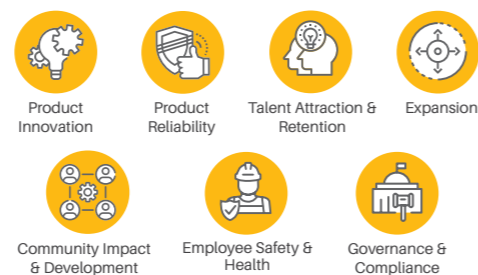 Product
Innovation
Product
Reliability
Talent Attraction &
Retention
Expansion
Community Impact
& Development
Employee Safety &
Health
Governance &
Compliance